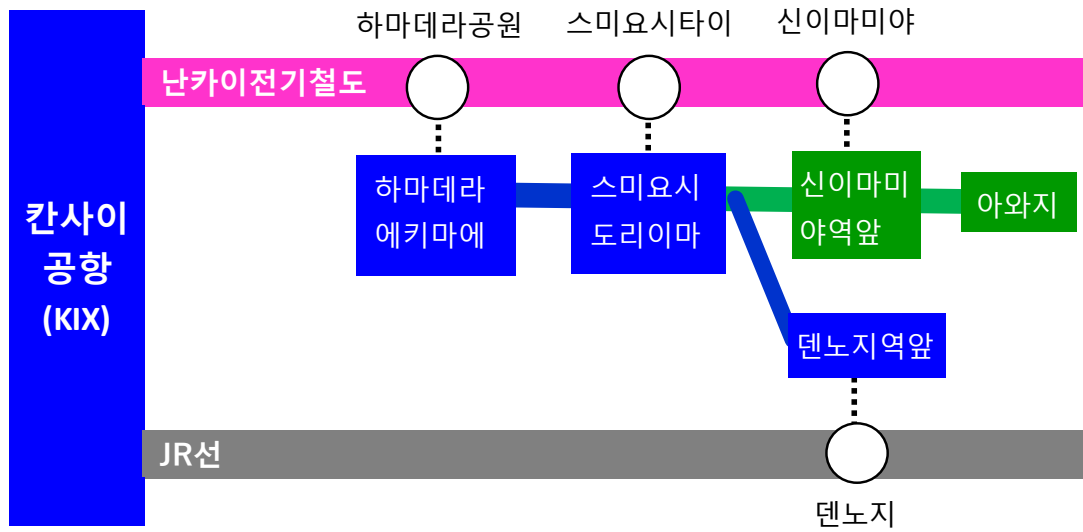 하마데라공원
스미요시타이
신이마미야
난카이전기철도
칸사이
공항
(KIX)
하마데라
에키마에
스미요시
도리이마
신이마미
야역앞
아와지
덴노지역앞
JR선
덴노지